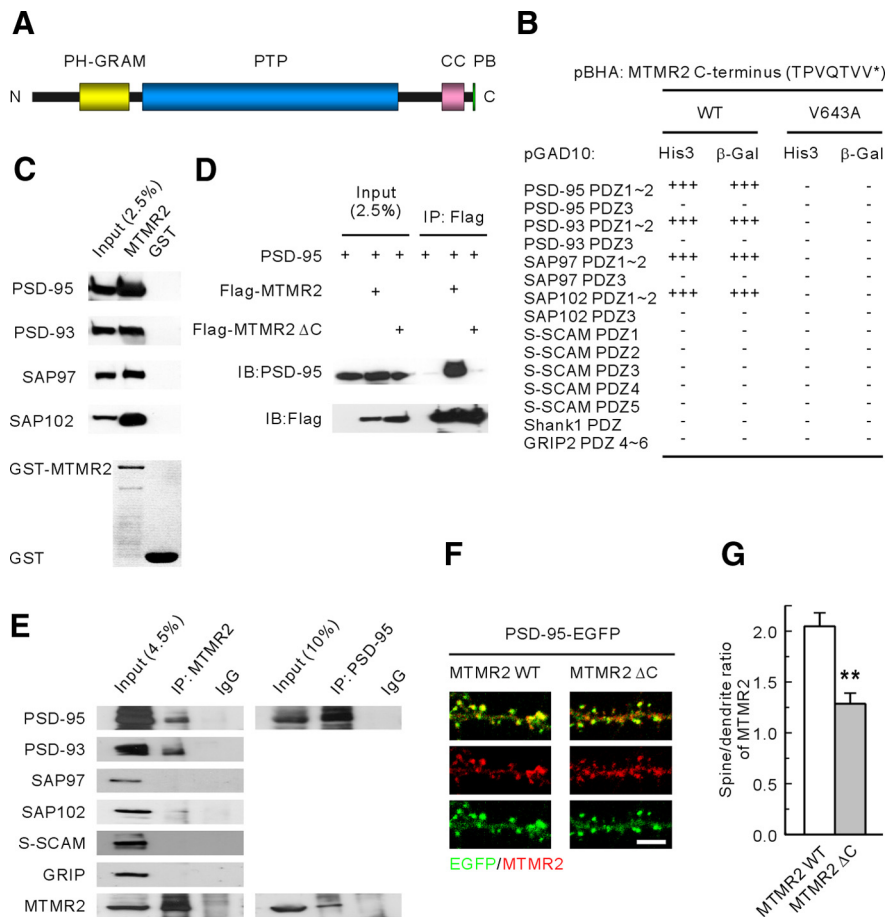 A
PH-GRAM PTP CC PB
N C
B
pBHA: MTMR2 C-terminus (TPVQTVV*)
WT V643A
pGAD10: His3 β-Gal His3 β-Gal
PSD-95 PDZ1~2 +++ +++ - -
PSD-95 PDZ3 - - - -
PSD-93 PDZ1~2 +++ +++ - -
PSD-93 PDZ3 - - - -
SAP97 PDZ1~2 +++ +++ - -
SAP97 PDZ3 - - - -
SAP102 PDZ1~2 +++ +++ - -
SAP102 PDZ3 - - - -
S-SCAM PDZ1 - - - -
S-SCAM PDZ2 - - - -
S-SCAM PDZ3 - - - -
S-SCAM PDZ4 - - - -
S-SCAM PDZ5 - - - -
Shank1 PDZ - - - -
GRIP2 PDZ 4~6 - - - -
C
Input (2.5%)
MTMR2
GST
PSD-95
PSD-93
SAP97
SAP102
GST-MTMR2
GST
D
Input (2.5%) IP: Flag
PSD-95 + + + + + +
Flag-MTMR2 + +
Flag-MTMR2 ΔC + +
IB:PSD-95
IB:Flag
E
Input (4.5%)
IP: MTMR2
IgG
Input (10%)
IP: PSD-95
IgG
PSD-95
PSD-93
SAP97
SAP102
S-SCAM
GRIP
MTMR2
F
PSD-95-EGFP
MTMR2 WT MTMR2 ΔC
EGFP/MTMR2
G
Spine/dendrite ratio
of MTMR2
2.0
1.5
1.0
0.5
0.0
**
MTMR2 WT
MTMR2 ΔC